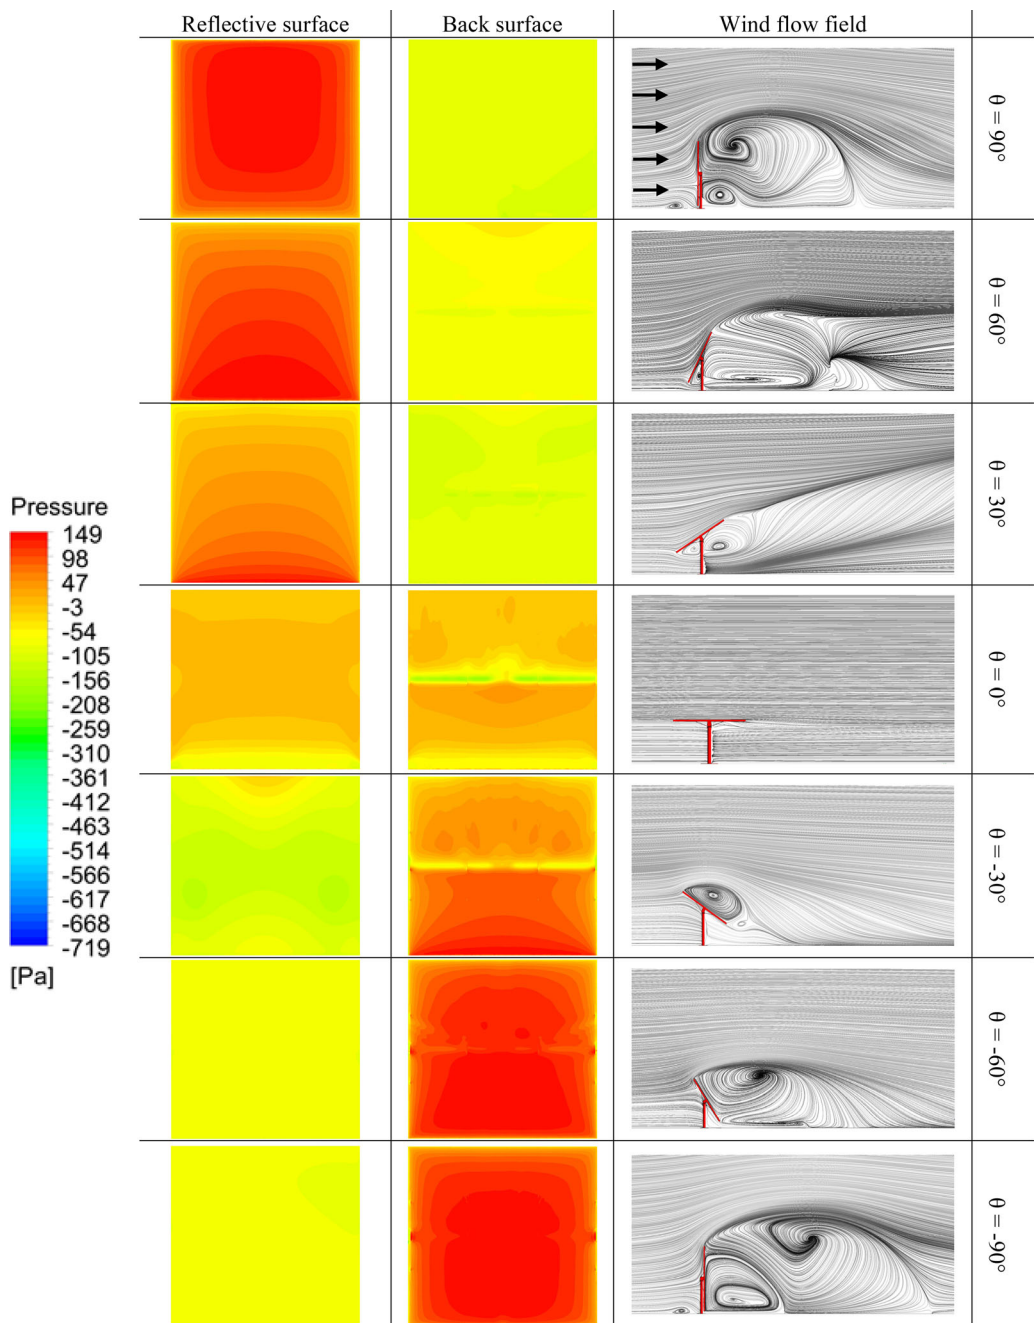 Reflective surface Back surface Wind flow field
θ = 90°
θ = 60°
θ = 30°
θ = 0°
θ = -30°
θ = -60°
θ = -90°
Pressure
149
98
47
-3
-54
-105
-156
-208
-259
-310
-361
-412
-463
-514
-566
-617
-668
-719
[Pa]